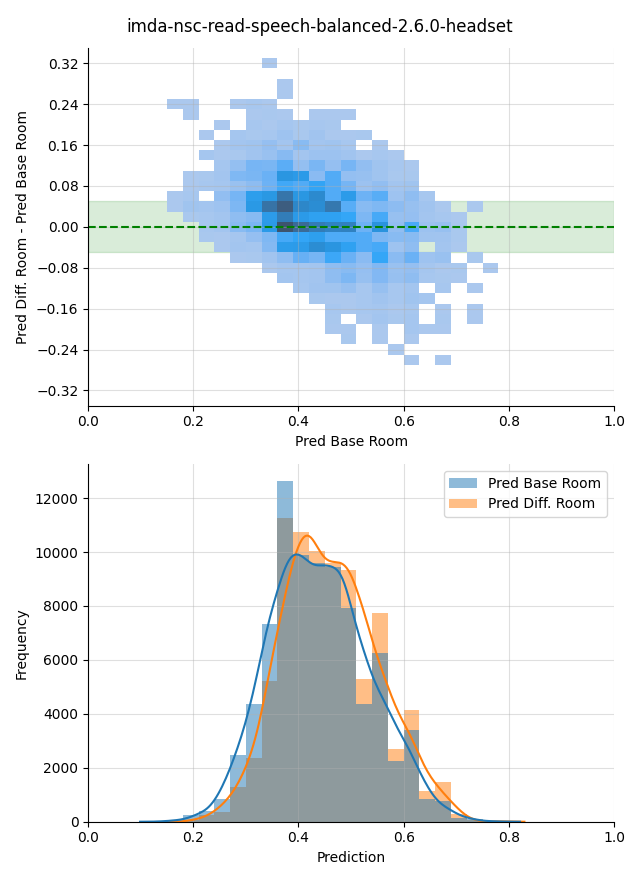 imda-nsc-read-speech-balanced-2.6.0-headset
0.32
0.24
0.16
0.08
0.00
−0.08
−0.16
−0.24
−0.32
Pred Diff. Room - Pred Base Room
0.0 0.2 0.4 0.6 0.8 1.0
Pred Base Room
Pred Base Room
Pred Diff. Room
12000
10000
8000
6000
4000
2000
0
Frequency
0.0 0.2 0.4 0.6 0.8 1.0
Prediction